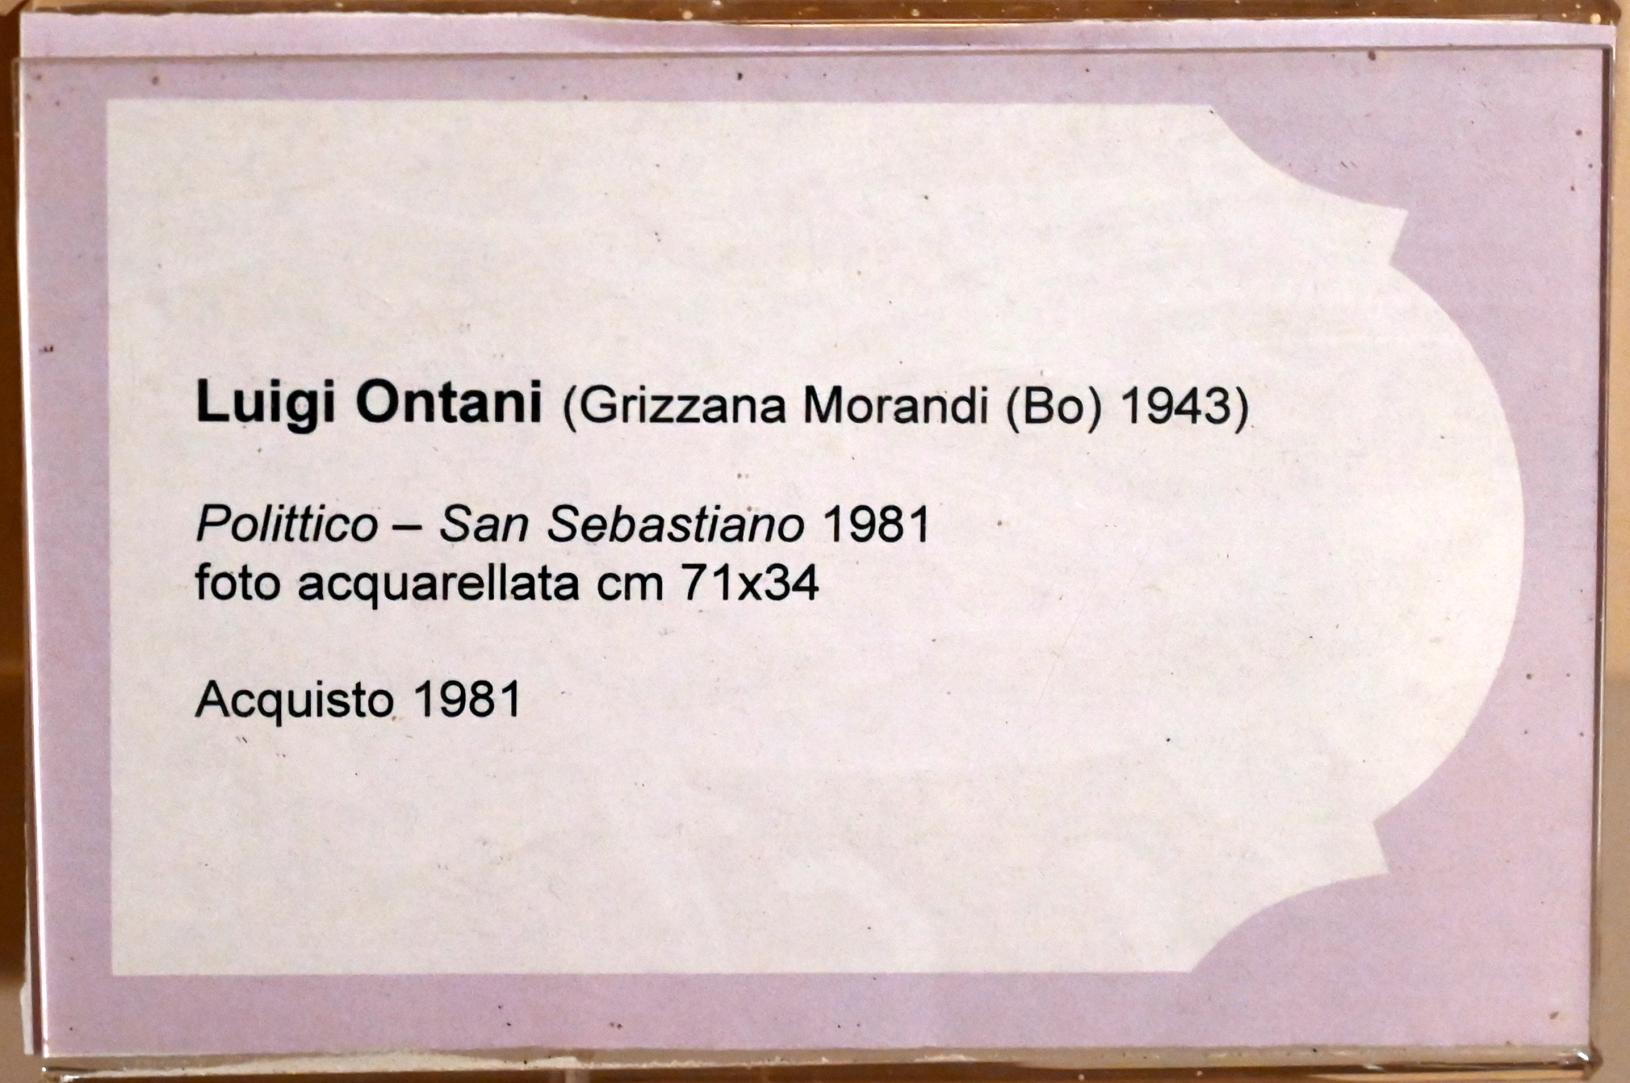 Luigi Ontani (Grizzana Morandi (Bo) 1943)
Polittico – San Sebastiano 1981
foto acquarellata cm 71x34
Acquisto 1981